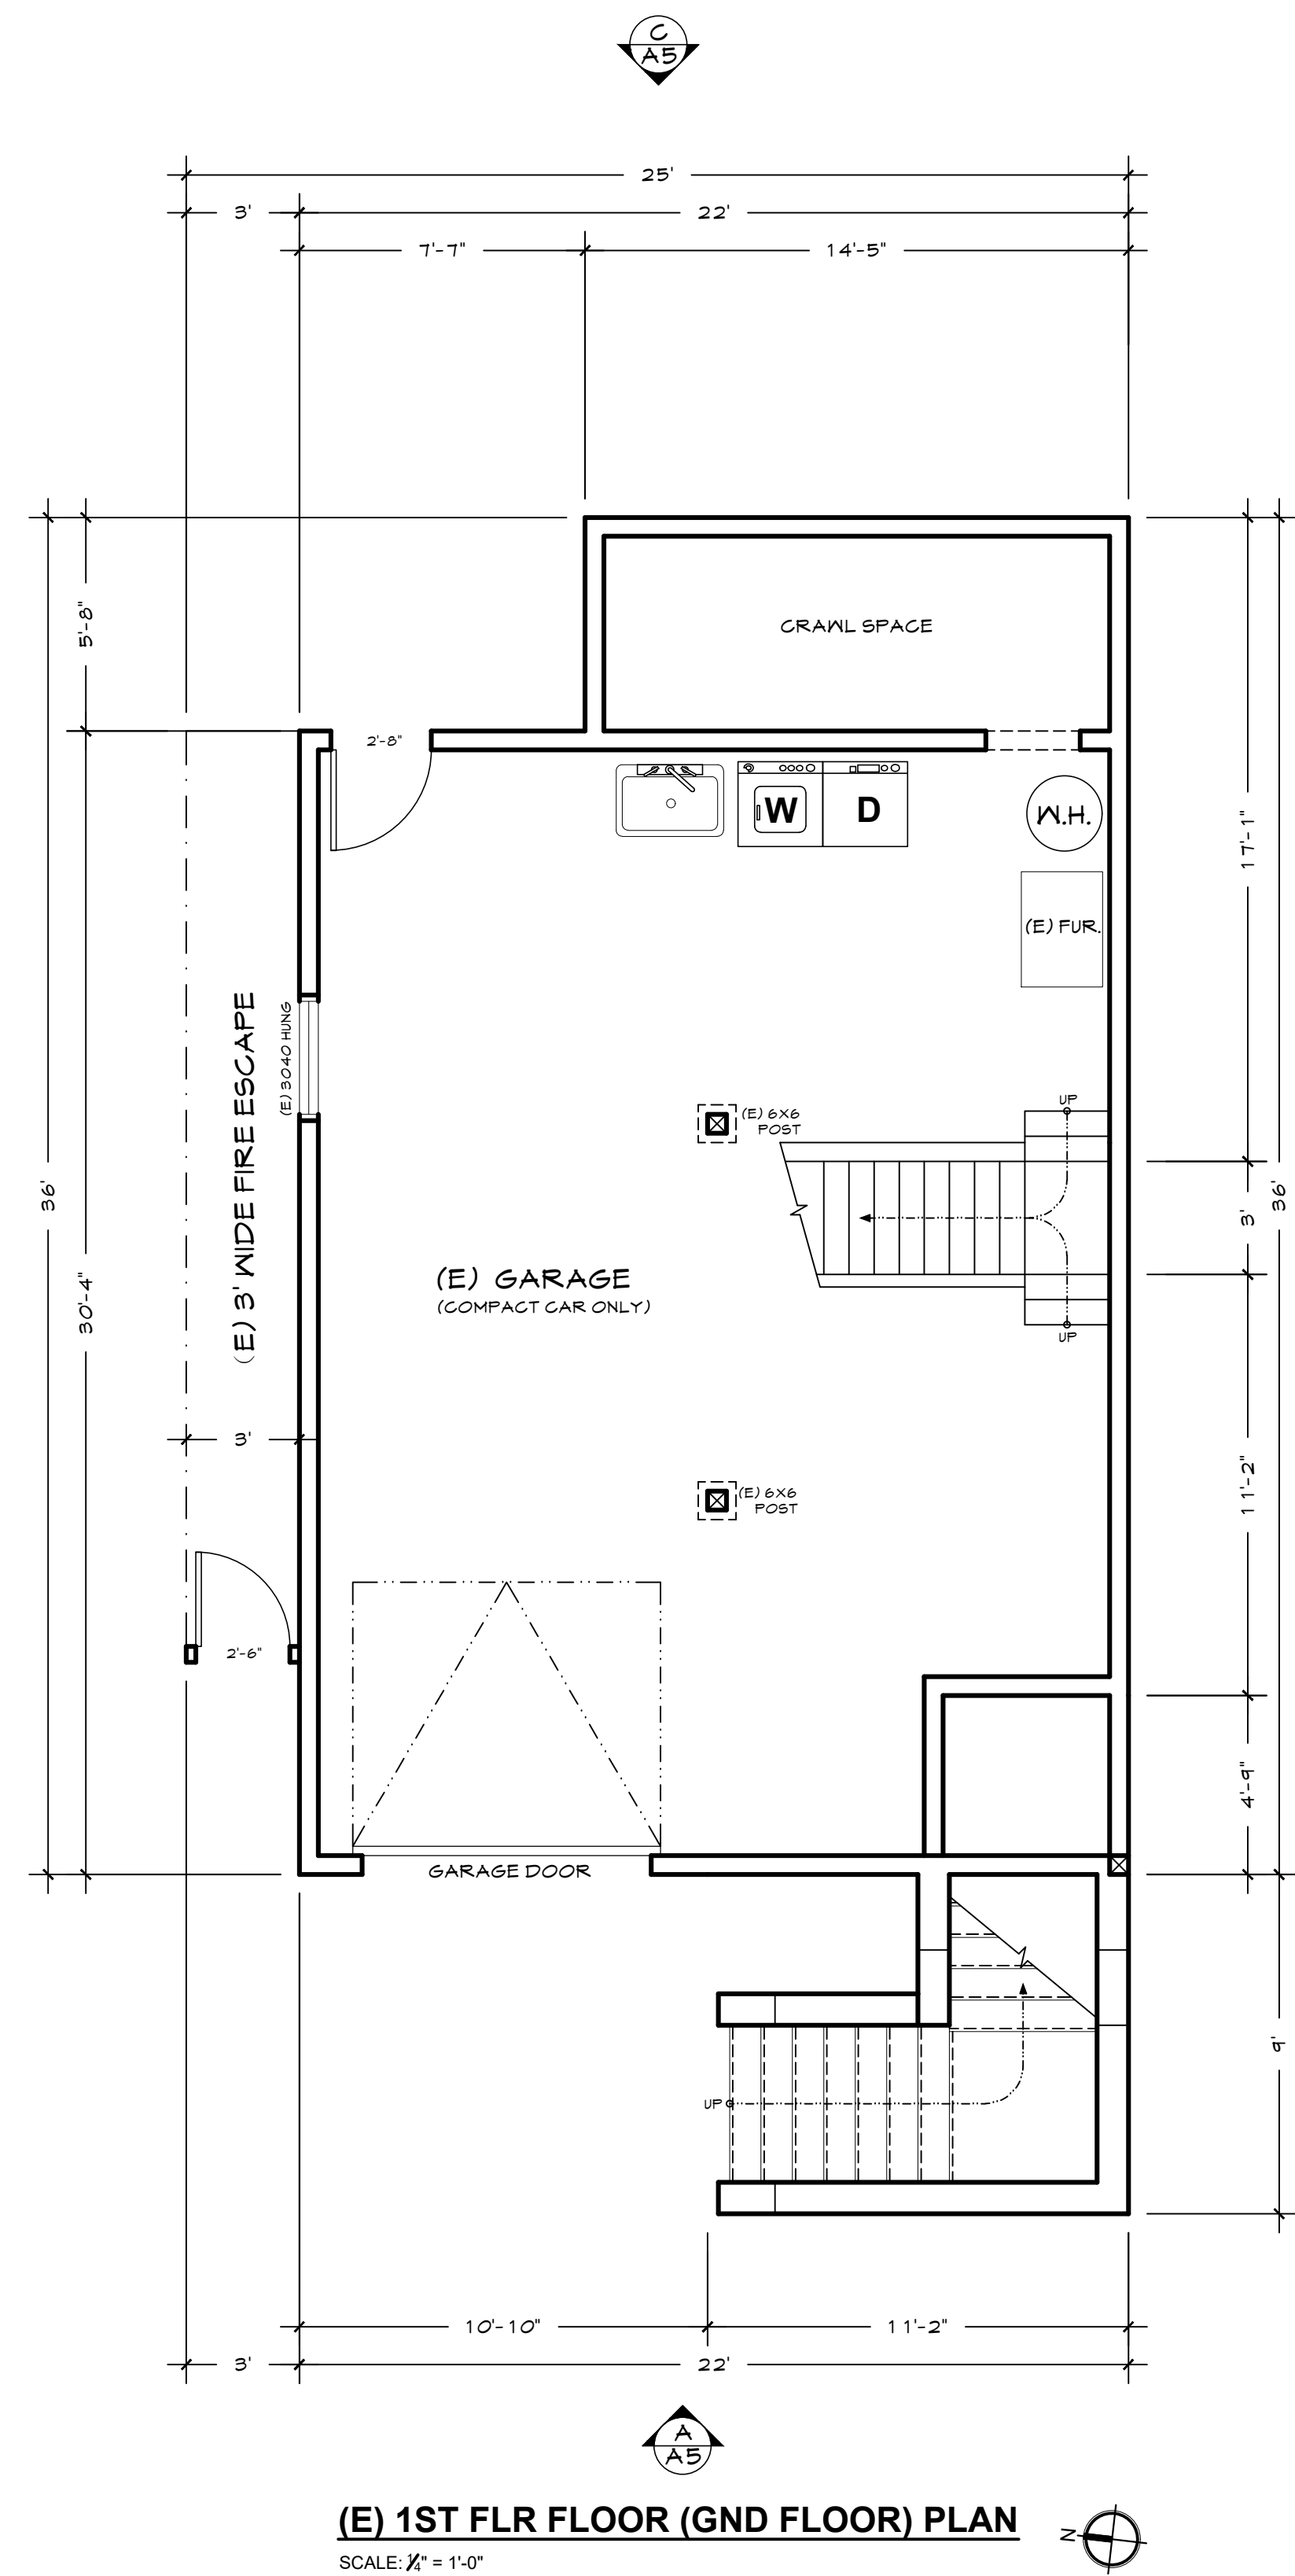 C
A5
25'
3'
22'
7'-7"
14'-5"
5'-8"
CRAWL SPACE
2'-8"
W
D
W.H.
17'-1"
(E) FUR.
(E) 3' WIDE FIRE ESCAPE
(E) 3040 HUNG
(E) 6X6
POST
UP
36'
3'
36'
30'-4"
(E) GARAGE
(COMPACT CAR ONLY)
UP
3'
11'-2"
(E) 6X6
POST
2'-6"
4'-9"
GARAGE DOOR
9'
UP
10'-10"
11'-2"
3'
22'
A
A5
(E) 1ST FLR FLOOR (GND FLOOR) PLAN
N
SCALE: 1/4" = 1'-0"